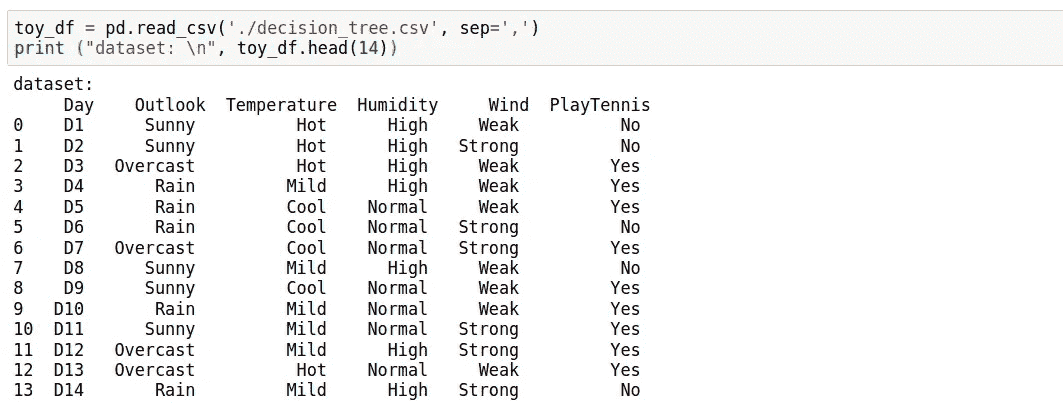 toy_df = pd.read_csv('./decision_tree.csv', sep=',')
print ("dataset: \n", toy_df.head(14))
dataset:
Day Outlook Temperature Humidity Wind PlayTennis
0 D1 Sunny Hot High Weak No
1 D2 Sunny Hot High Strong No
2 D3 Overcast Hot High Weak Yes
3 D4 Rain Mild High Weak Yes
4 D5 Rain Cool Normal Weak Yes
5 D6 Rain Cool Normal Strong No
6 D7 Overcast Cool Normal Strong Yes
7 D8 Sunny Mild High Weak No
8 D9 Sunny Cool Normal Weak Yes
9 D10 Rain Mild Normal Weak Yes
10 D11 Sunny Mild Normal Strong Yes
11 D12 Overcast Mild High Strong Yes
12 D13 Overcast Hot Normal Weak Yes
13 D14 Rain Mild High Strong No